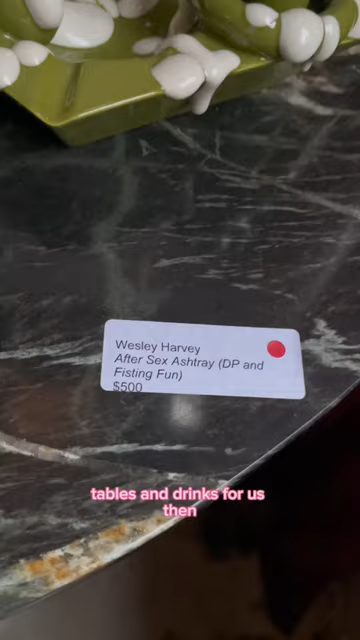 Wesley Harvey
After Sex Ashtray (DP and
Fisting Fun)
$500
tables and drinks for us
then